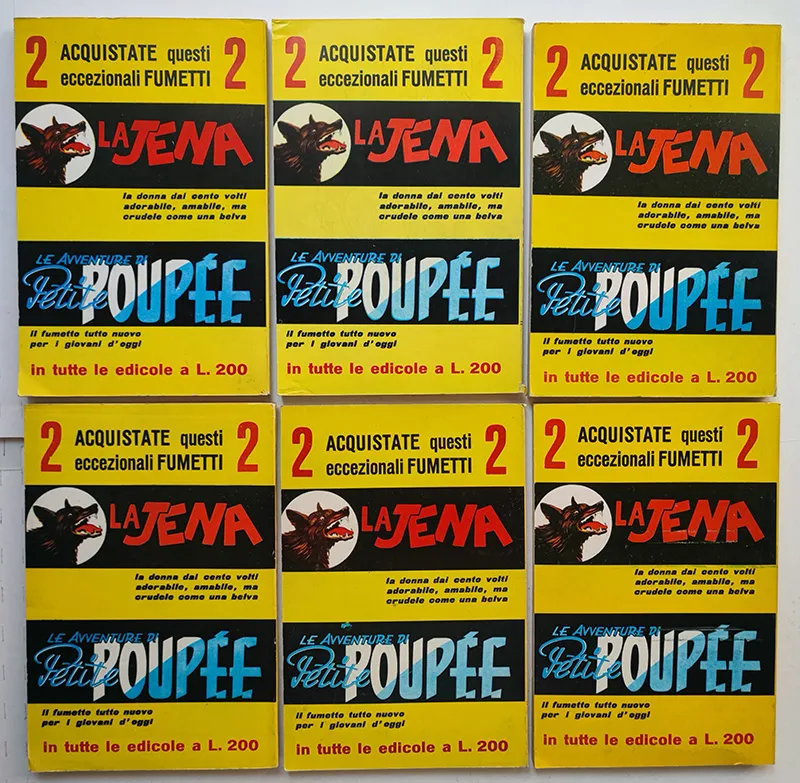 2 ACQUISTATE questi 2
eccezionali FUMETTI
LA JENA
la donna dai cento volti
adorabile, amabile, ma
crudele come una belva
LE AVVENTURE DI
Petite POUPÉE
il fumetto tutto nuovo
per i giovani d'oggi
in tutte le edicole a L. 200
2 ACQUISTATE questi 2
eccezionali FUMETTI
LA JENA
la donna dai cento volti
adorabile, amabile, ma
crudele come una belva
LE AVVENTURE DI
Petite POUPÉE
il fumetto tutto nuovo
per i giovani d'oggi
in tutte le edicole a L. 200
2 ACQUISTATE questi 2
eccezionali FUMETTI
LA JENA
la donna dai cento volti
adorabile, amabile, ma
crudele come una belva
LE AVVENTURE DI
Petite POUPÉE
il fumetto tutto nuovo
per i giovani d'oggi
in tutte le edicole a L. 200
2 ACQUISTATE questi 2
eccezionali FUMETTI
LA JENA
la donna dai cento volti
adorabile, amabile, ma
crudele come una belva
LE AVVENTURE DI
Petite POUPÉE
il fumetto tutto nuovo
per i giovani d'oggi
in tutte le edicole a L. 200
2 ACQUISTATE questi 2
eccezionali FUMETTI
LA JENA
la donna dai cento volti
adorabile, amabile, ma
crudele come una belva
LE AVVENTURE DI
Petite POUPÉE
il fumetto tutto nuovo
per i giovani d'oggi
in tutte le edicole a L. 200
2 ACQUISTATE questi 2
eccezionali FUMETTI
LA JENA
la donna dai cento volti
adorabile, amabile, ma
crudele come una belva
LE AVVENTURE DI
Petite POUPÉE
il fumetto tutto nuovo
per i giovani d'oggi
in tutte le edicole a L. 200